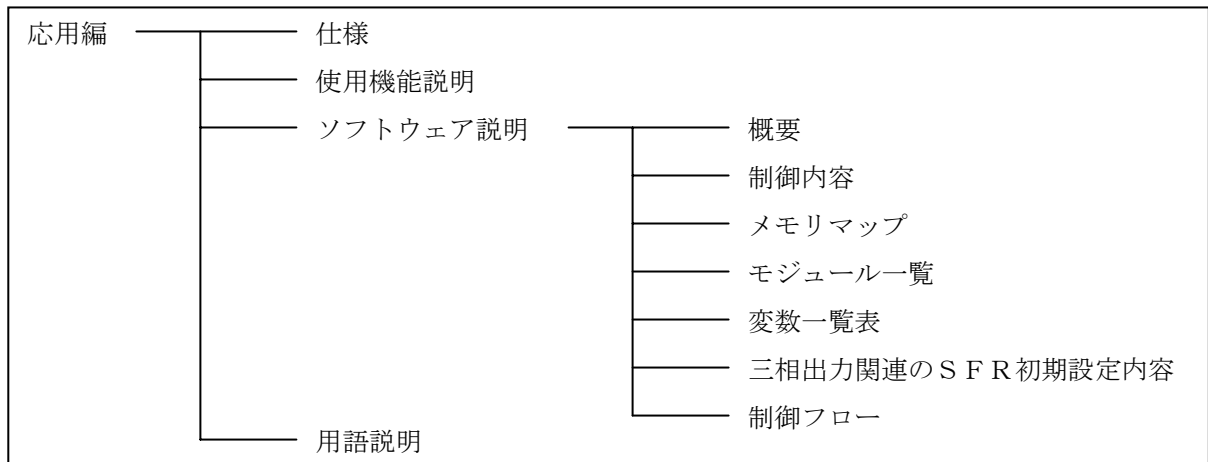 応用編
仕様
使用機能説明
ソフトウェア説明
概要
制御内容
メモリマップ
モジュール一覧
変数一覧表
三相出力関連のＳＦＲ初期設定内容
制御フロー
用語説明